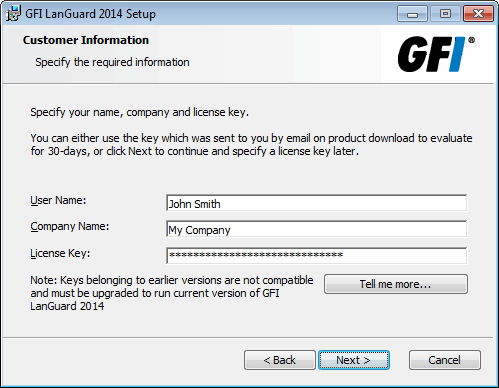 GFI LanGuard 2014 Setup
Customer Information
Specify the required information
GFI®
Specify your name, company and license key.
You can either use the key which was sent to you by email on product download to evaluate
for 30-days, or click Next to continue and specify a license key later.
User Name:
John Smith
Company Name:
My Company
License Key:
*****************************
Note: Keys belonging to earlier versions are not compatible
and must be upgraded to run current version of GFI
LanGuard 2014
Tell me more...
< Back
Next >
Cancel